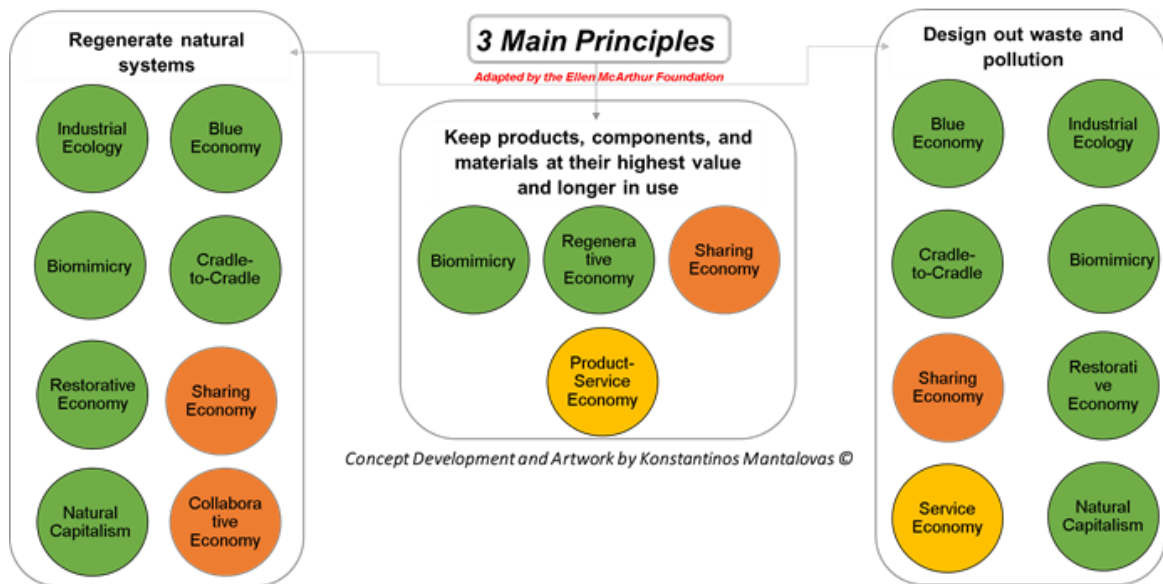 3 Main Principles
Adapted by the Ellen McArthur Foundation
Regenerate natural
systems
Industrial
Ecology
Blue
Economy
Biomimicry
Cradle-
to-Cradle
Restorative
Economy
Sharing
Economy
Natural
Capitalism
Collabora
tive
Economy
Keep products, components, and
materials at their highest value
and longer in use
Biomimicry
Regenera
tive
Economy
Sharing
Economy
Product-
Service
Economy
Concept Development and Artwork by Konstantinos Mantalovas ©
Design out waste and
pollution
Blue
Economy
Industrial
Ecology
Cradle-
to-Cradle
Biomimicry
Sharing
Economy
Restorati
ve
Economy
Service
Economy
Natural
Capitalism